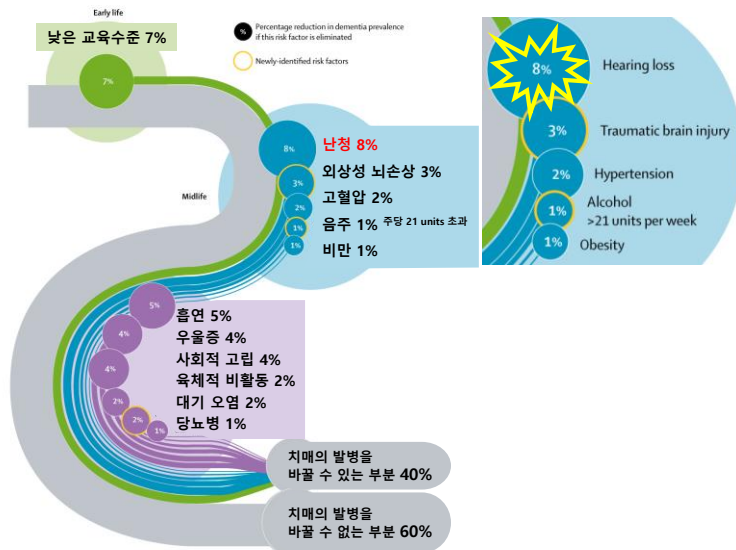 Early life
낮은 교육수준 7%
7%
%
Percentage reduction in dementia prevalence
if this risk factor is eliminated
Newly-identified risk factors
Midlife
8%
3%
2%
1%
1%
난청 8%
외상성 뇌손상 3%
고혈압 2%
음주 1% 주당 21 units 초과
비만 1%
8%
Hearing loss
3%
Traumatic brain injury
2%
Hypertension
1%
Alcohol
>21 units per week
1%
Obesity
5%
4%
4%
2%
2%
1%
흡연 5%
우울증 4%
사회적 고립 4%
육체적 비활동 2%
대기 오염 2%
당뇨병 1%
치매의 발병을
바꿀 수 있는 부분 40%
치매의 발병을
바꿀 수 없는 부분 60%